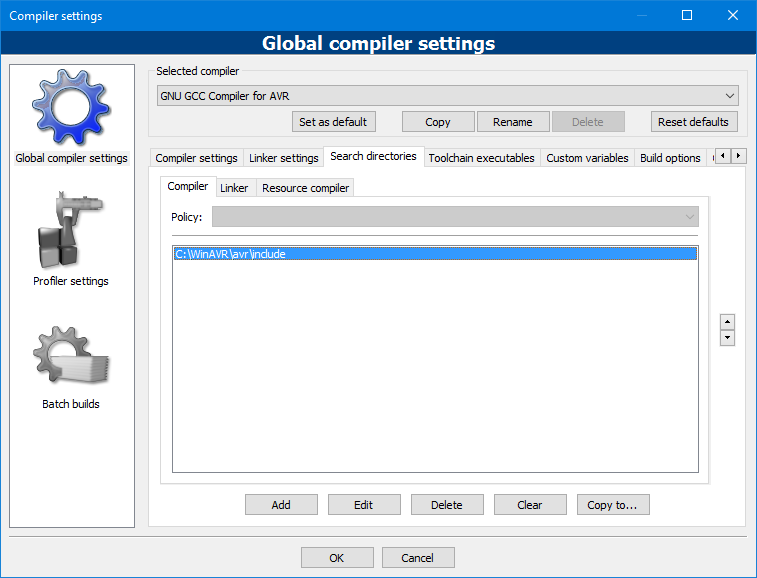 Compiler settings
Global compiler settings
Global compiler settings
Profiler settings
Batch builds
Selected compiler
GNU GCC Compiler for AVR
Set as default Copy Rename Delete Reset defaults
Compiler settings Linker settings Search directories Toolchain executables Custom variables Build options
Compiler Linker Resource compiler
Policy:
C:\WinAVR\avr\include
Add Edit Delete Clear Copy to...
OK Cancel